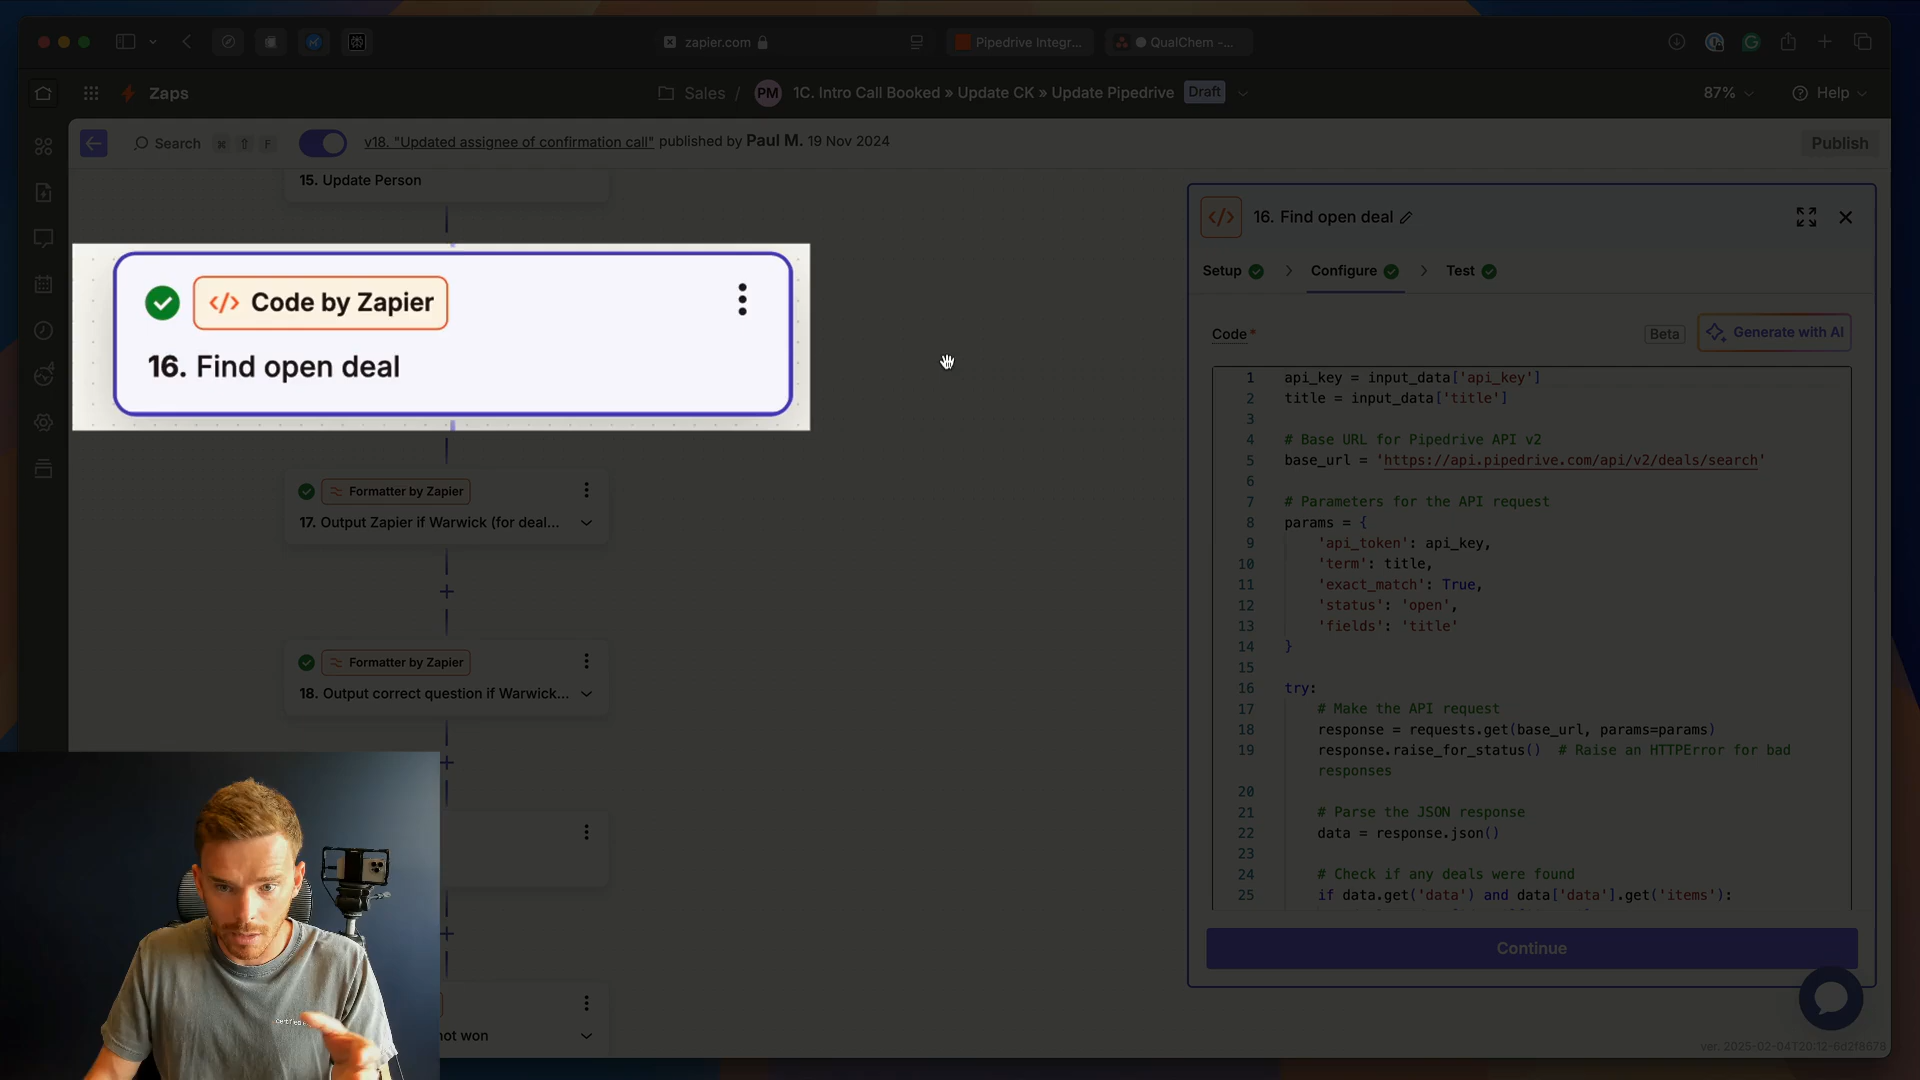 zapier.com
Pipedrive Integr...
QualChem -...
Zaps
Sales /
PM
1C. Intro Call Booked » Update CK » Update Pipedrive
Draft
87%
Help
Search
⌘ ⇧ F
v18. "Updated assignee of confirmation call" published by Paul M. 19 Nov 2024
Publish
15. Update Person
</> Code by Zapier
16. Find open deal
Formatter by Zapier
17. Output Zapier if Warwick (for deal...
Formatter by Zapier
18. Output correct question if Warwick...
not won
</> 16. Find open deal
Setup
Configure
Test
Code*
Beta
Generate with AI
1 api_key = input_data['api_key']
2 title = input_data['title']
3
4 # Base URL for Pipedrive API v2
5 base_url = 'https://api.pipedrive.com/api/v2/deals/search'
6
7 # Parameters for the API request
8 params = {
9 'api_token': api_key,
10 'term': title,
11 'exact_match': True,
12 'status': 'open',
13 'fields': 'title'
14 }
15
16 try:
17 # Make the API request
18 response = requests.get(base_url, params=params)
19 response.raise_for_status() # Raise an HTTPError for bad
responses
20
21 # Parse the JSON response
22 data = response.json()
23
24 # Check if any deals were found
25 if data.get('data') and data['data'].get('items'):
Continue
ver. 2025-02-04T20:12-6d2f8678